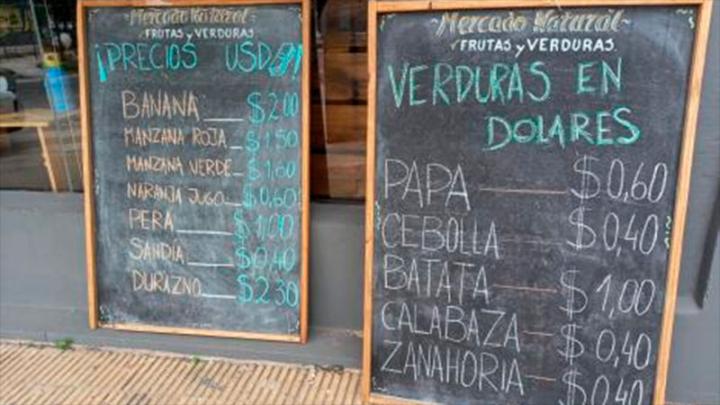 Mercado Natural
FRUTAS y VERDURAS
¡PRECIOS USD!
BANANA $2.00
MANZANA ROJA $1.50
MANZANA VERDE $1.60
NARANJA JUGO $0.60
PERA $1,00
SANDÍA $0.40
DURAZNO $2.30
Mercado Natural
FRUTAS y VERDURAS
VERDURAS EN
DOLARES
PAPA $0,60
CEBOLLA $0,40
BATATA $1,00
CALABAZA $0,40
ZANAHORIA $0,40